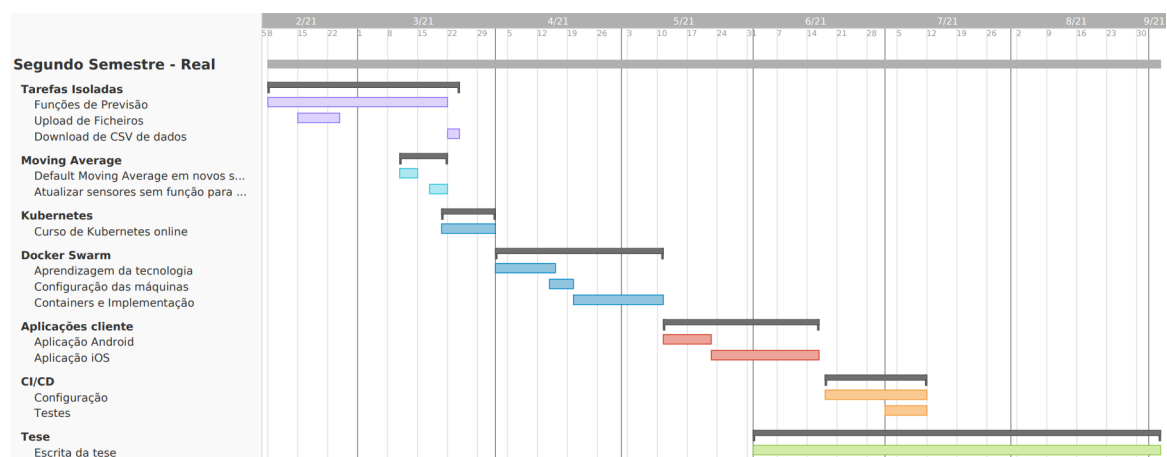 2/21 3/21 4/21 5/21 6/21 7/21 8/21 9/21
58 15 22 1 8 15 22 29 5 12 19 26 3 10 17 24 31 7 14 21 28 5 12 19 26 2 9 16 23 30
Segundo Semestre - Real
Tarefas Isoladas
Funções de Previsão
Upload de Ficheiros
Download de CSV de dados
Moving Average
Default Moving Average em novos s...
Atualizar sensores sem função para ...
Kubernetes
Curso de Kubernetes online
Docker Swarm
Aprendizagem da tecnologia
Configuração das máquinas
Containers e Implementação
Aplicações cliente
Aplicação Android
Aplicação iOS
CI/CD
Configuração
Testes
Tese
Escrita da tese